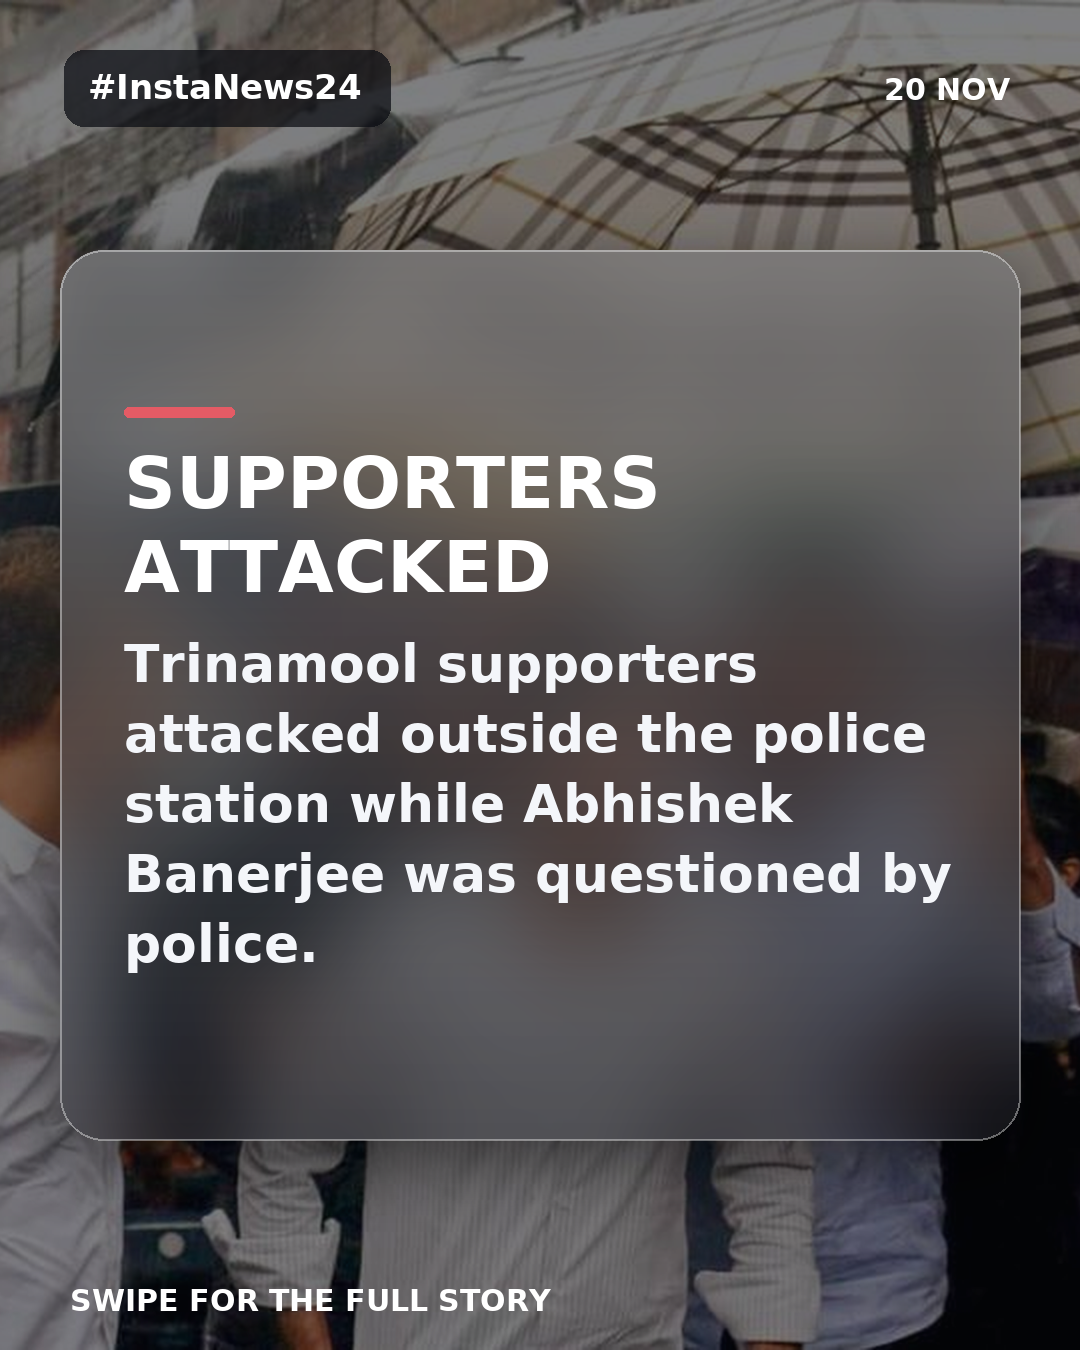 #InstaNews24
20 NOV
SUPPORTERS
ATTACKED
Trinamool supporters
attacked outside the police
station while Abhishek
Banerjee was questioned by
police.
SWIPE FOR THE FULL STORY